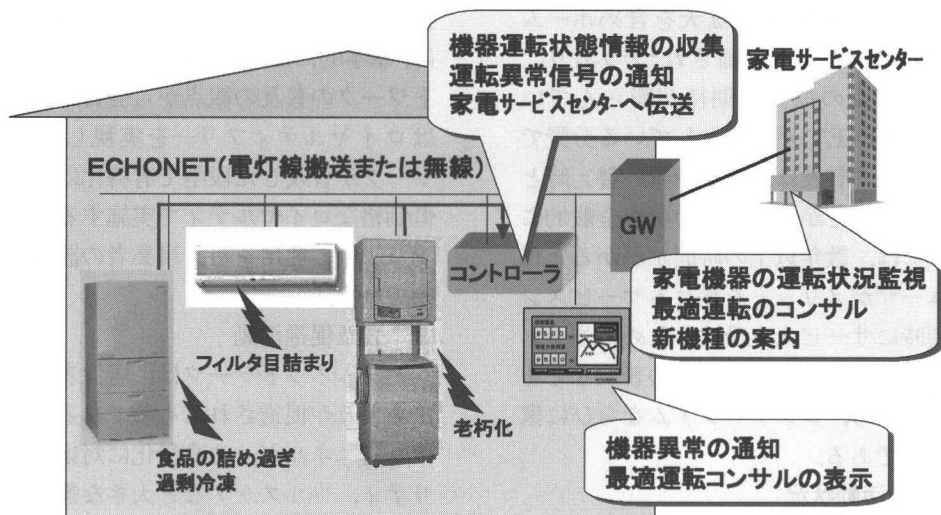 機器運転状態情報の収集
運転異常信号の通知
家電サービスセンターへ伝送
家電サービスセンター
ECHONET(電灯線搬送または無線)
GW
コントローラ
家電機器の運転状況監視
最適運転のコンサル
新機種の案内
フィルタ目詰まり
8500
9530
老朽化
食品の詰め過ぎ
過剰冷凍
機器異常の通知
最適運転コンサルの表示